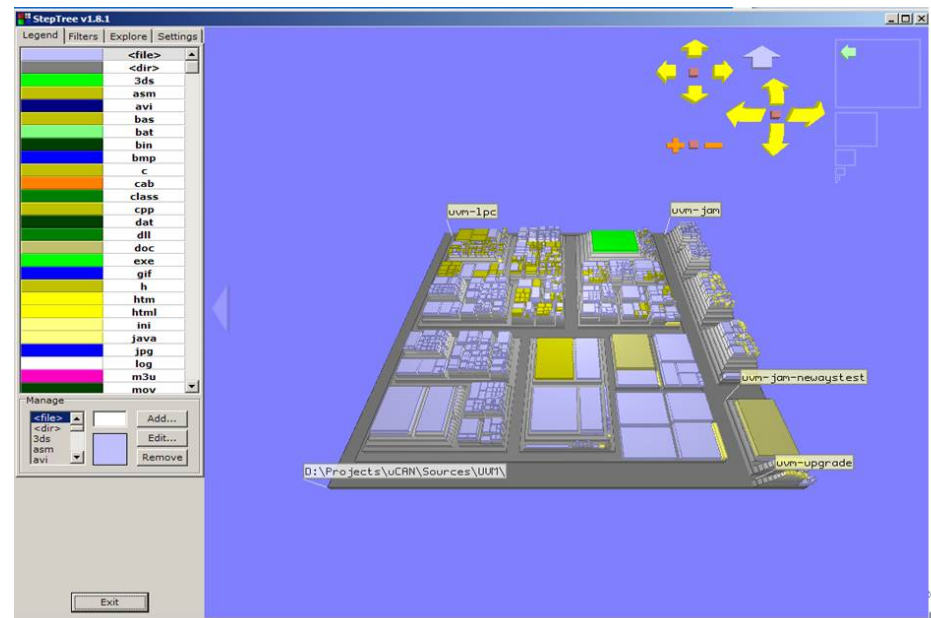 StepTree v1.8.1
Legend Filters Explore Settings
<file>
<dir>
3ds
asm
avi
bas
bat
bin
bmp
c
cab
class
cpp
dat
dll
doc
exe
gif
h
htm
html
ini
java
jpg
log
m3u
mov
Manage
<file>
<dir>
3ds
asm
avi
Add...
Edit...
Remove
Exit
uvm-lpc
uvm-jam
uvm-jam-newaystest
uvm-upgrade
D:\Projects\uCAN\Sources\UVM\